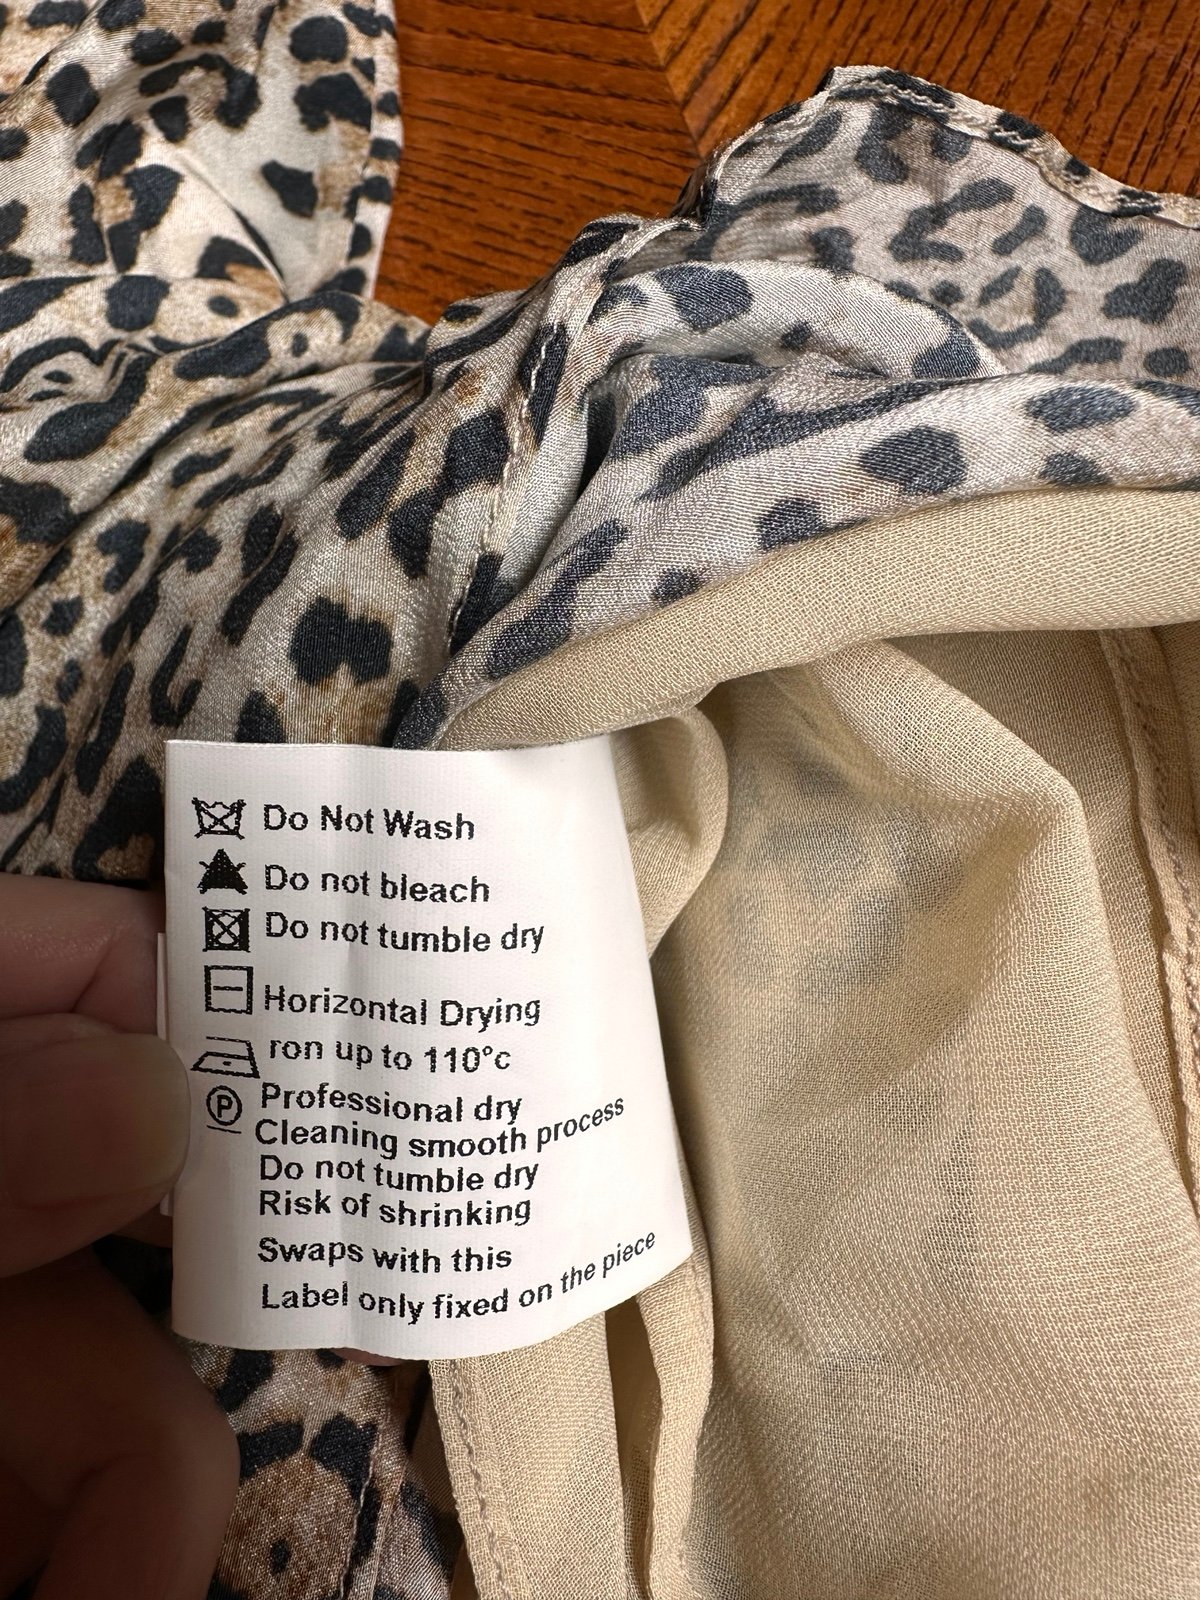 Do Not Wash
Do not bleach
Do not tumble dry
Horizontal Drying
ron up to 110°c
P
Professional dry
Cleaning smooth process
Do not tumble dry
Risk of shrinking
Swaps with this
Label only fixed on the piece